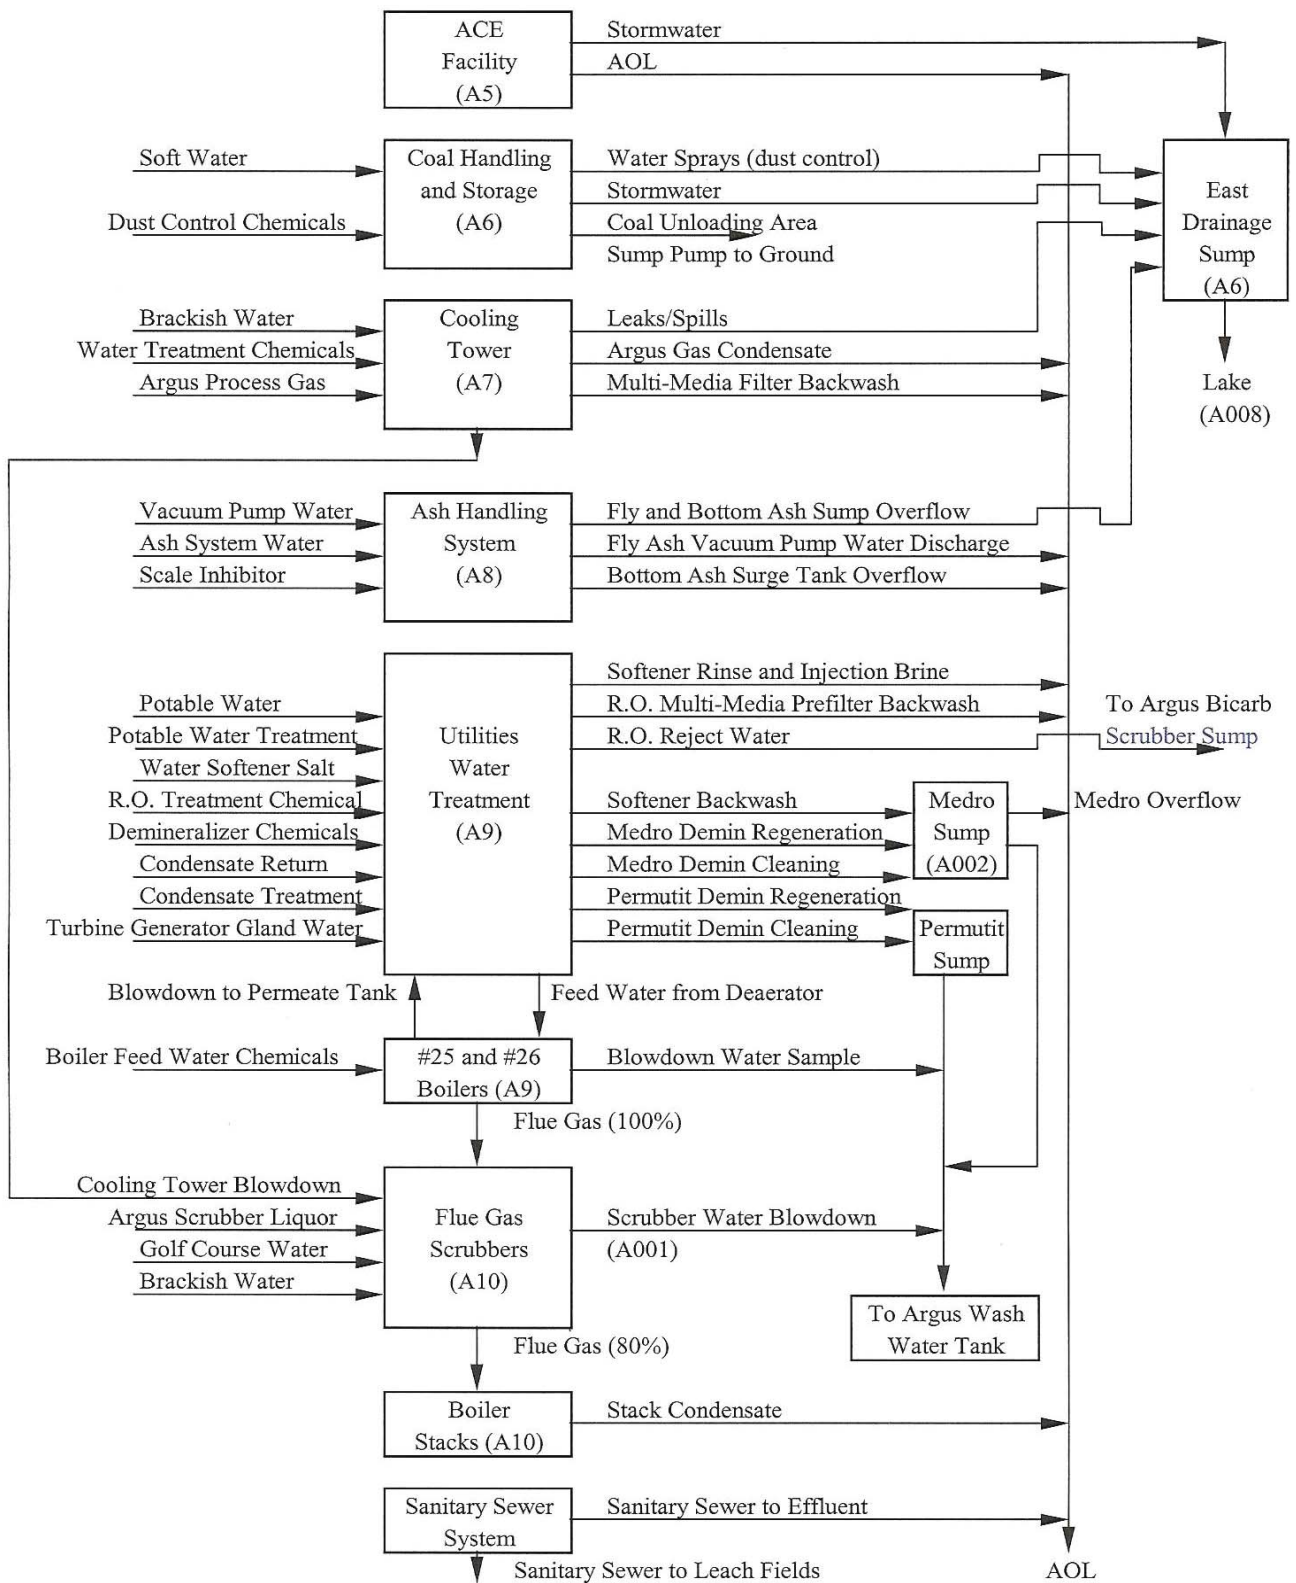 ACE
Facility
(A5)
Stormwater
AOL
Soft Water
Dust Control Chemicals
Coal Handling
and Storage
(A6)
Water Sprays (dust control)
Stormwater
Coal Unloading Area
Sump Pump to Ground
East
Drainage
Sump
(A6)
Lake
(A008)
Brackish Water
Water Treatment Chemicals
Argus Process Gas
Cooling
Tower
(A7)
Leaks/Spills
Argus Gas Condensate
Multi-Media Filter Backwash
Vacuum Pump Water
Ash System Water
Scale Inhibitor
Ash Handling
System
(A8)
Fly and Bottom Ash Sump Overflow
Fly Ash Vacuum Pump Water Discharge
Bottom Ash Surge Tank Overflow
Potable Water
Potable Water Treatment
Water Softener Salt
R.O. Treatment Chemical
Demineralizer Chemicals
Condensate Return
Condensate Treatment
Turbine Generator Gland Water
Utilities
Water
Treatment
(A9)
Softener Rinse and Injection Brine
R.O. Multi-Media Prefilter Backwash
R.O. Reject Water
To Argus Bicarb
Scrubber Sump
Softener Backwash
Medro Demin Regeneration
Medro Demin Cleaning
Permutit Demin Regeneration
Permutit Demin Cleaning
Medro
Sump
(A002)
Medro Overflow
Permutit
Sump
Blowdown to Permeate Tank
Feed Water from Deaerator
Boiler Feed Water Chemicals
#25 and #26
Boilers (A9)
Blowdown Water Sample
Flue Gas (100%)
Cooling Tower Blowdown
Argus Scrubber Liquor
Golf Course Water
Brackish Water
Flue Gas
Scrubbers
(A10)
Scrubber Water Blowdown
(A001)
To Argus Wash
Water Tank
Flue Gas (80%)
Boiler
Stacks (A10)
Stack Condensate
Sanitary Sewer
System
Sanitary Sewer to Effluent
Sanitary Sewer to Leach Fields
AOL